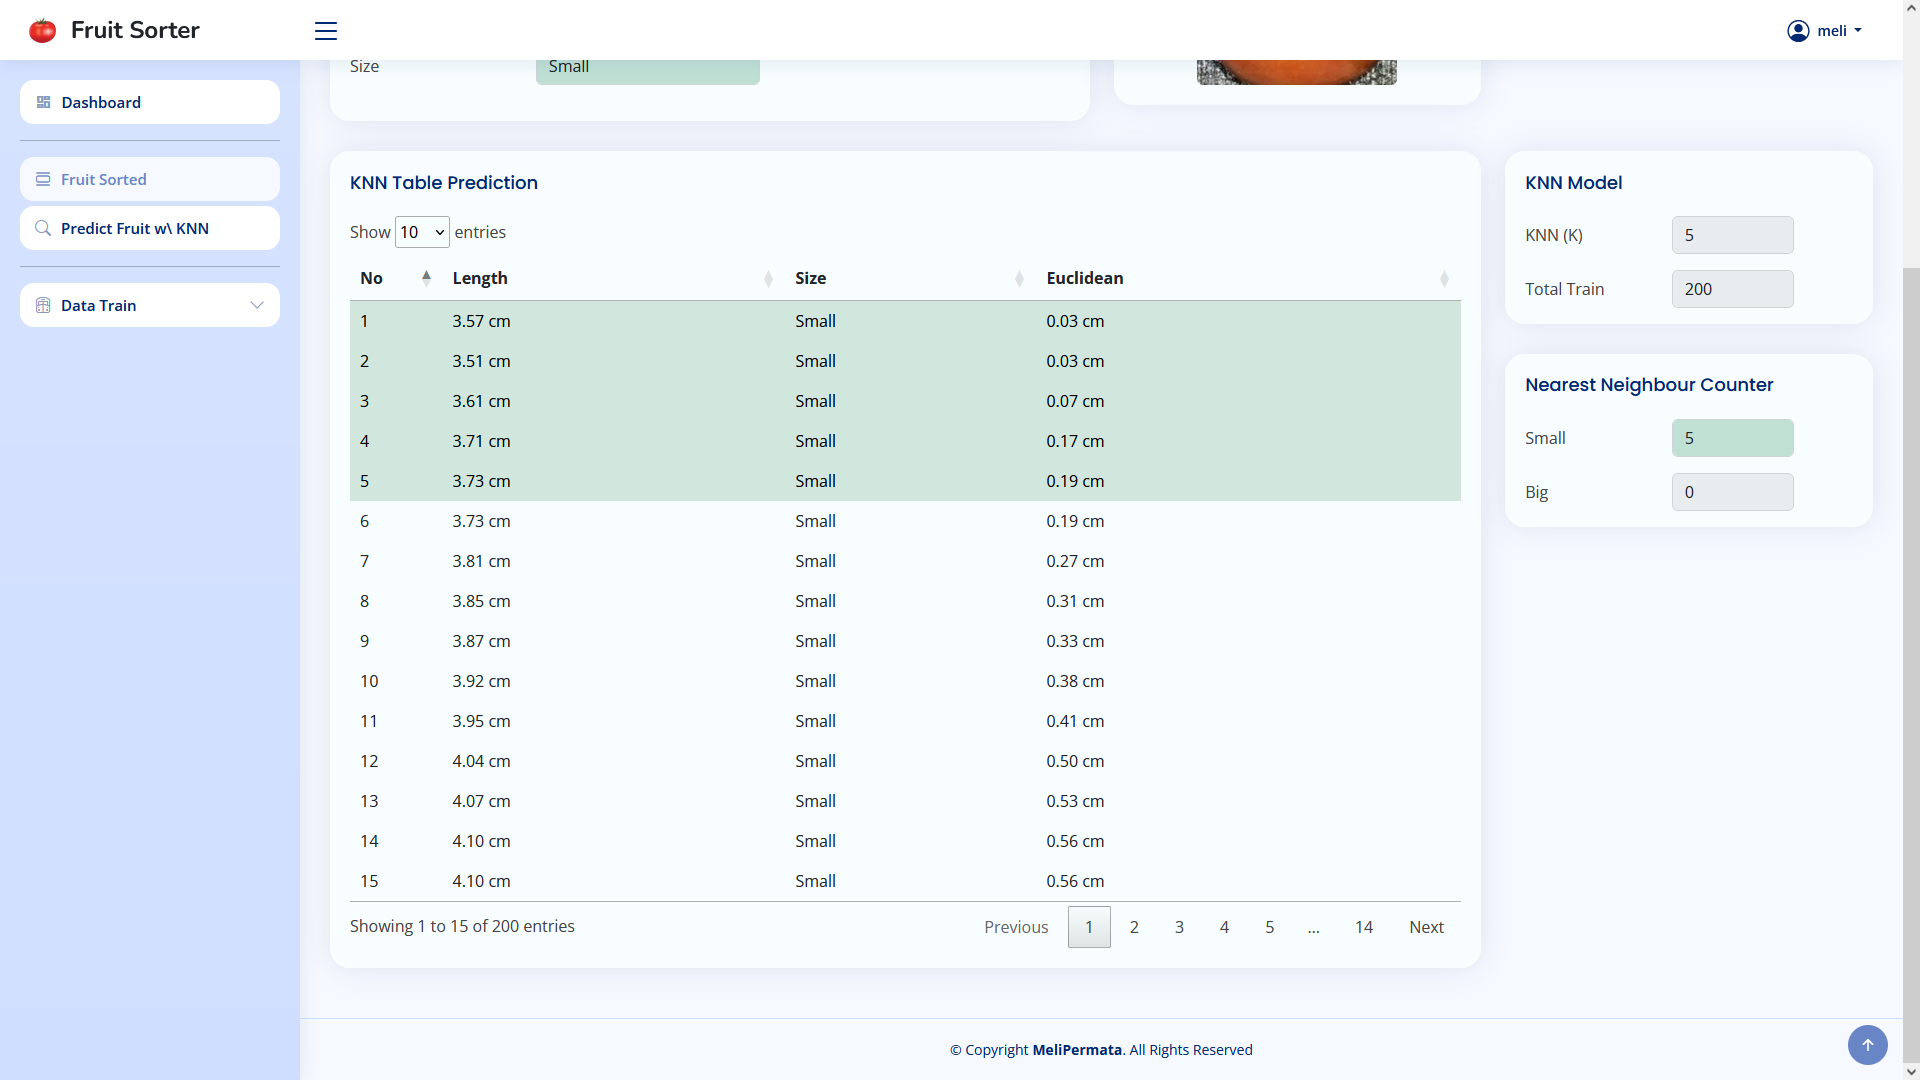 Fruit Sorter
meli
Dashboard
Fruit Sorted
Predict Fruit w\ KNN
Data Train
Size
Small
KNN Table Prediction
Show 10 entries
No Length Size Euclidean
1 3.57 cm Small 0.03 cm
2 3.51 cm Small 0.03 cm
3 3.61 cm Small 0.07 cm
4 3.71 cm Small 0.17 cm
5 3.73 cm Small 0.19 cm
6 3.73 cm Small 0.19 cm
7 3.81 cm Small 0.27 cm
8 3.85 cm Small 0.31 cm
9 3.87 cm Small 0.33 cm
10 3.92 cm Small 0.38 cm
11 3.95 cm Small 0.41 cm
12 4.04 cm Small 0.50 cm
13 4.07 cm Small 0.53 cm
14 4.10 cm Small 0.56 cm
15 4.10 cm Small 0.56 cm
Showing 1 to 15 of 200 entries
Previous 1 2 3 4 5 ... 14 Next
KNN Model
KNN (K) 5
Total Train 200
Nearest Neighbour Counter
Small 5
Big 0
© Copyright MeliPermata. All Rights Reserved